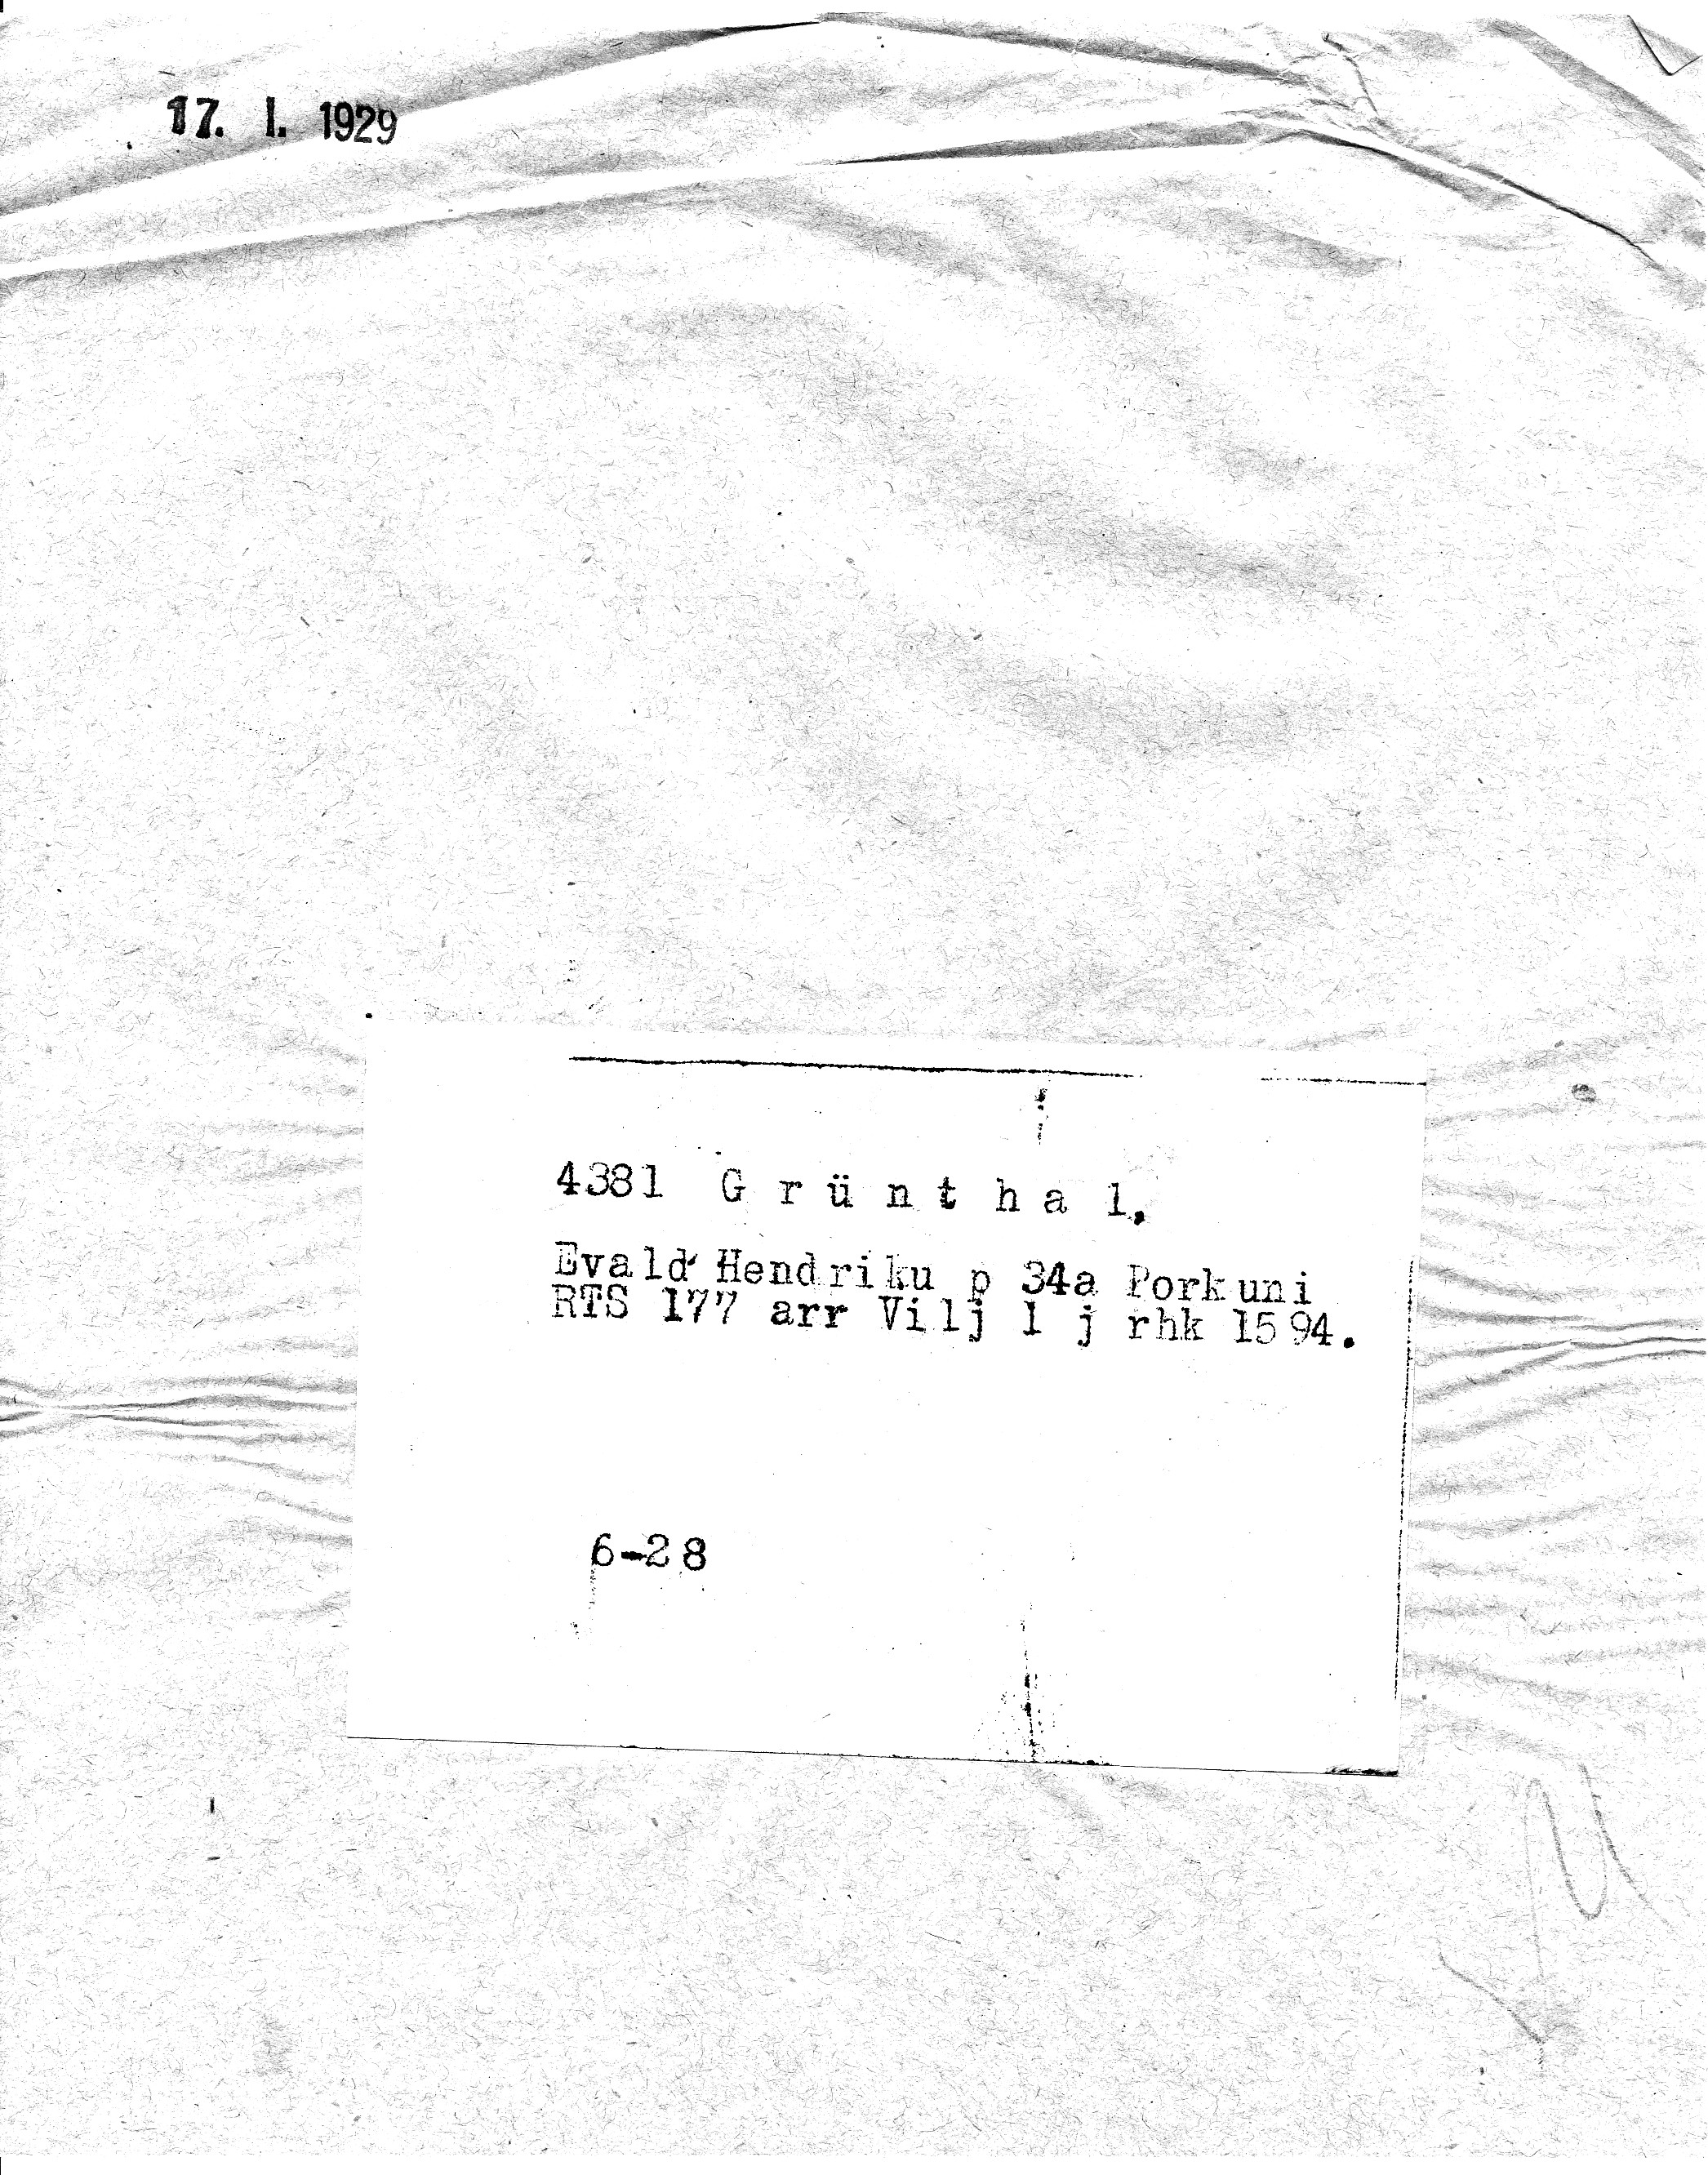 17. I. 1929
4381 G r ü n t h a l,
Evald Hendriku p 34a Porkuni
RTS 177 arr Vilj l j rhk 1594.
6-28